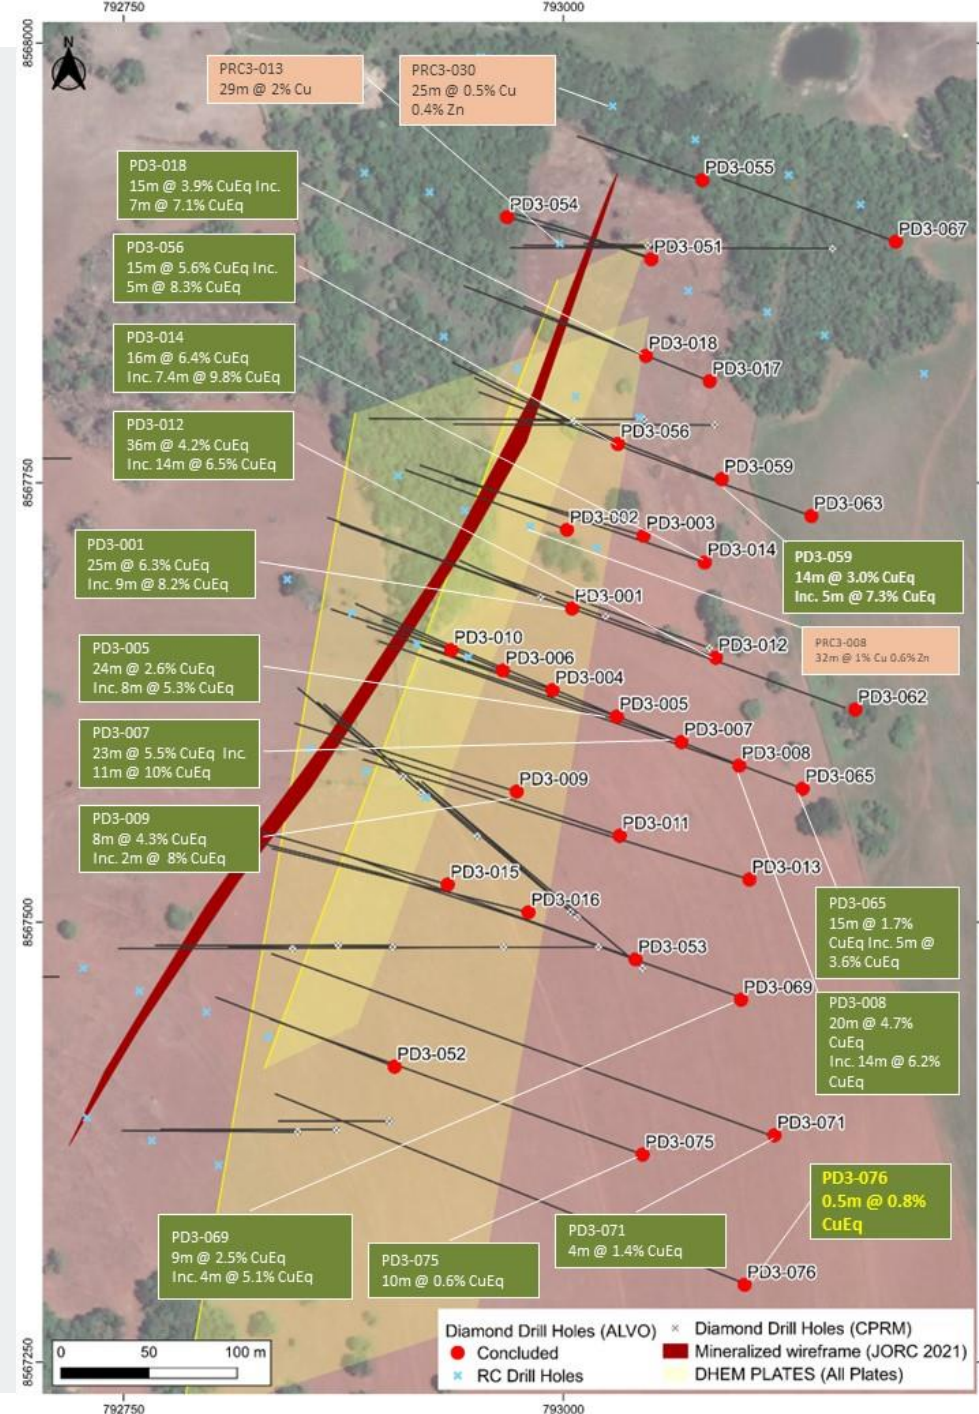 792750
793000
8568000
N
PRC3-013
29m @ 2% Cu
PRC3-030
25m @ 0.5% Cu
0.4% Zn
PD3-018
15m @ 3.9% CuEq Inc.
7m @ 7.1% CuEq
PD3-056
15m @ 5.6% CuEq Inc.
5m @ 8.3% CuEq
PD3-014
16m @ 6.4% CuEq
Inc. 7.4m @ 9.8% CuEq
PD3-012
36m @ 4.2% CuEq
Inc. 14m @ 6.5% CuEq
PD3-001
25m @ 6.3% CuEq
Inc. 9m @ 8.2% CuEq
PD3-005
24m @ 2.6% CuEq
Inc. 8m @ 5.3% CuEq
PD3-007
23m @ 5.5% CuEq Inc.
11m @ 10% CuEq
PD3-009
8m @ 4.3% CuEq
Inc. 2m @ 8% CuEq
PD3-055
PD3-054
PD3-067
PD3-051
PD3-018
PD3-017
PD3-056
8567750
PD3-059
PD3-063
PD3-002
PD3-003
PD3-014
PD3-059
14m @ 3.0% CuEq
Inc. 5m @ 7.3% CuEq
PD3-001
PRC3-008
32m @ 1% Cu 0.6% Zn
PD3-010
PD3-012
PD3-006
PD3-004
PD3-062
PD3-005
PD3-007
PD3-008
PD3-009
PD3-065
PD3-011
PD3-013
PD3-015
PD3-016
8567500
PD3-065
15m @ 1.7%
CuEq Inc. 5m @
3.6% CuEq
PD3-053
PD3-069
PD3-008
20m @ 4.7%
CuEq
Inc. 14m @ 6.2%
CuEq
PD3-052
PD3-071
PD3-075
PD3-076
0.5m @ 0.8%
CuEq
PD3-069
9m @ 2.5% CuEq
Inc. 4m @ 5.1% CuEq
PD3-075
10m @ 0.6% CuEq
PD3-071
4m @ 1.4% CuEq
PD3-076
8567250
0 50 100 m
Diamond Drill Holes (ALVO)
Concluded
RC Drill Holes
Diamond Drill Holes (CPRM)
Mineralized wireframe (JORC 2021)
DHEM PLATES (All Plates)
792750
793000